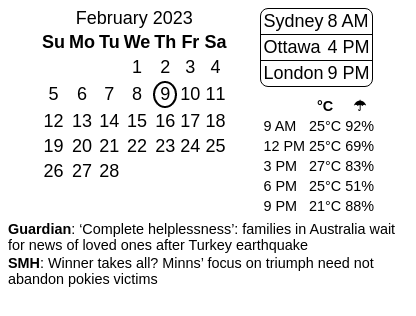 February 2023
Su Mo Tu We Th Fr Sa
1 2 3 4
5 6 7 8 9 10 11
12 13 14 15 16 17 18
19 20 21 22 23 24 25
26 27 28
Sydney 8 AM
Ottawa 4 PM
London 9 PM
°C ☂
9 AM 25°C 92%
12 PM 25°C 69%
3 PM 27°C 83%
6 PM 25°C 51%
9 PM 21°C 88%
Guardian: ‘Complete helplessness’: families in Australia wait
for news of loved ones after Turkey earthquake
SMH: Winner takes all? Minns’ focus on triumph need not
abandon pokies victims